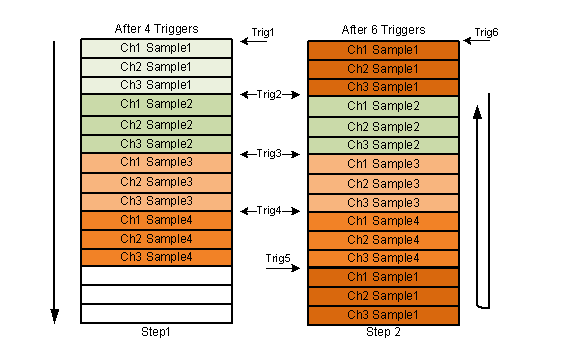 After 4 Triggers
After 6 Triggers
Trig1
Trig6
Ch1 Sample1
Ch2 Sample1
Ch3 Sample1
Ch1 Sample2
Ch2 Sample2
Ch3 Sample2
Ch1 Sample3
Ch2 Sample3
Ch3 Sample3
Ch1 Sample4
Ch2 Sample4
Ch3 Sample4
Step1
Trig2
Trig3
Trig4
Trig5
Ch1 Sample1
Ch2 Sample1
Ch3 Sample1
Ch1 Sample2
Ch2 Sample2
Ch3 Sample2
Ch1 Sample3
Ch2 Sample3
Ch3 Sample3
Ch1 Sample4
Ch2 Sample4
Ch3 Sample4
Ch1 Sample1
Ch2 Sample1
Ch3 Sample1
Step 2